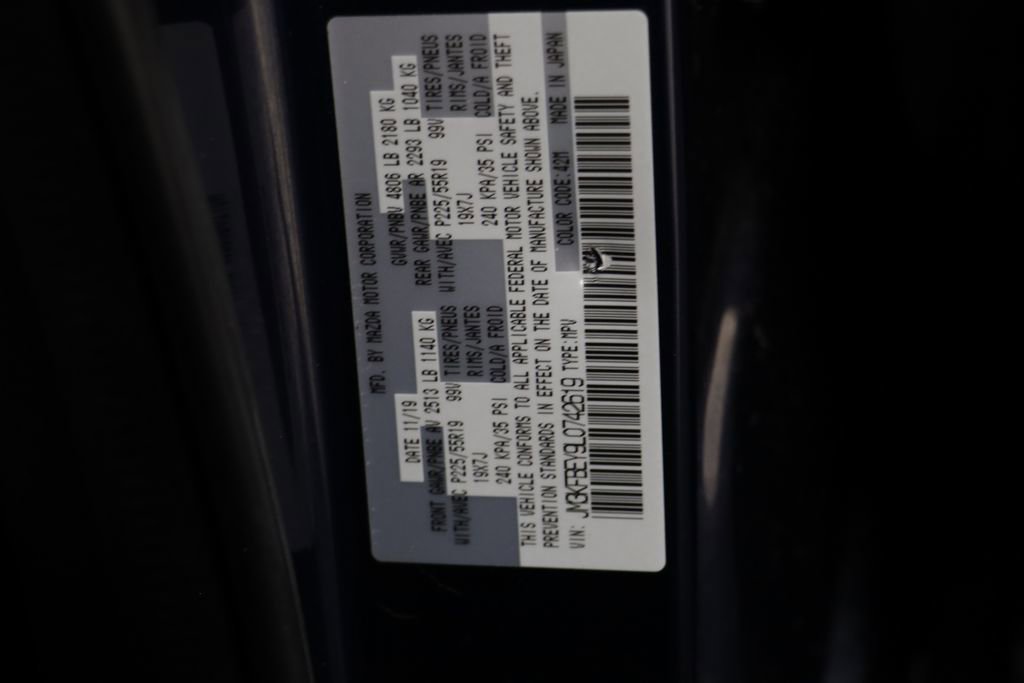 MFD. BY MAZDA MOTOR CORPORATION
DATE 11/19 GVWR/PNBV 4806 LB 2180 KG
FRONT GAWR/PNBE AV 2513 LB 1140 KG REAR GAWR/PNBE AR 2293 LB 1040 KG
WITH/AVEC P225/55R19 99V TIRES/PNEUS WITH/AVEC P225/55R19 99V TIRES/PNEUS
19X7J RIMS/JANTES 19X7J RIMS/JANTES
240 KPA/35 PSI COLD/A FROID 240 KPA/35 PSI COLD/A FROID
THIS VEHICLE CONFORMS TO ALL APPLICABLE FEDERAL MOTOR VEHICLE SAFETY AND THEFT
PREVENTION STANDARDS IN EFFECT ON THE DATE OF MANUFACTURE SHOWN ABOVE.
VIN: JM3KFBEY9L0742619 TYPE:MPV COLOR CODE:42M MADE IN JAPAN